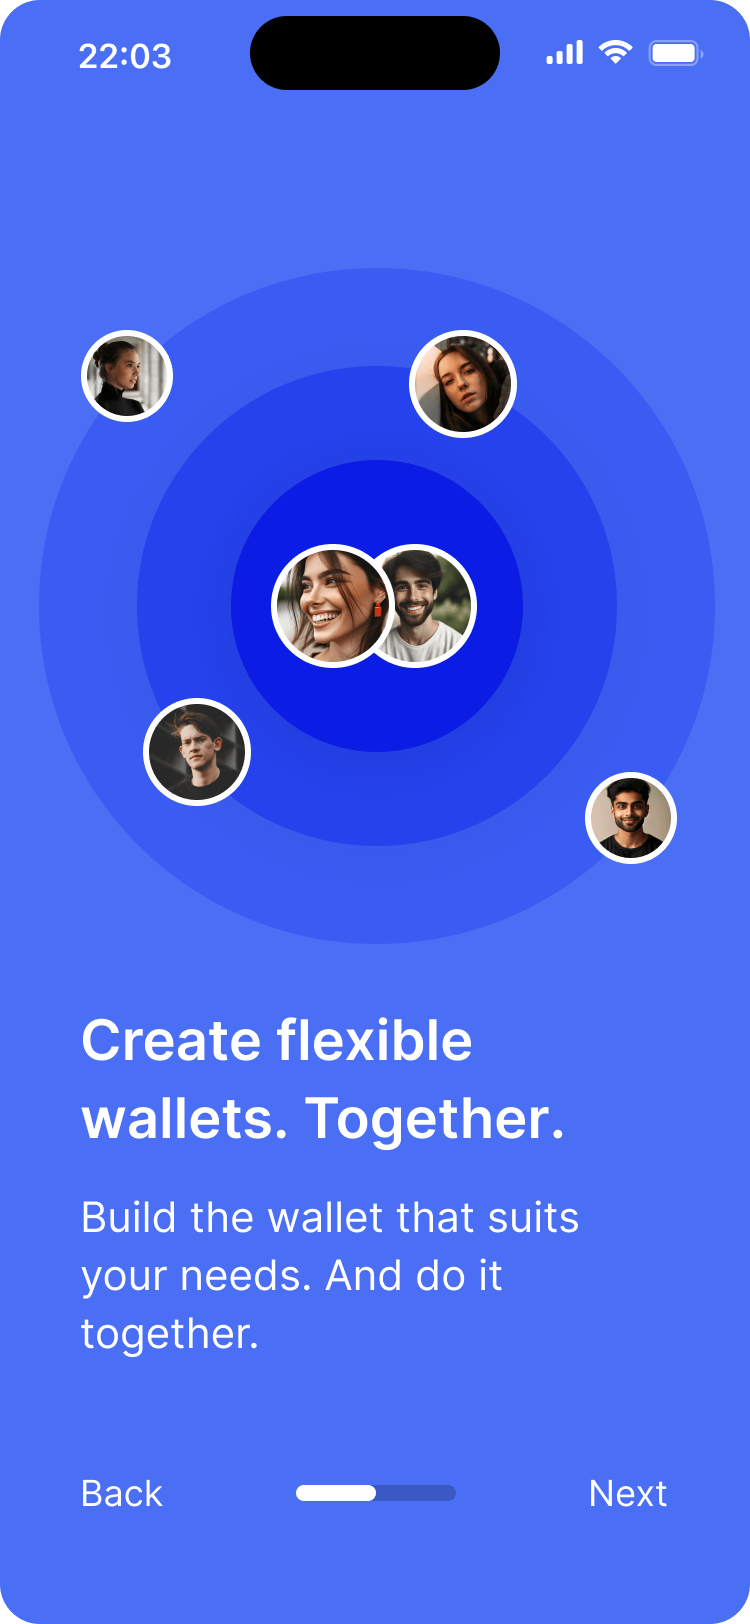 22:03
Create flexible
wallets. Together.
Build the wallet that suits
your needs. And do it
together.
Back
Next